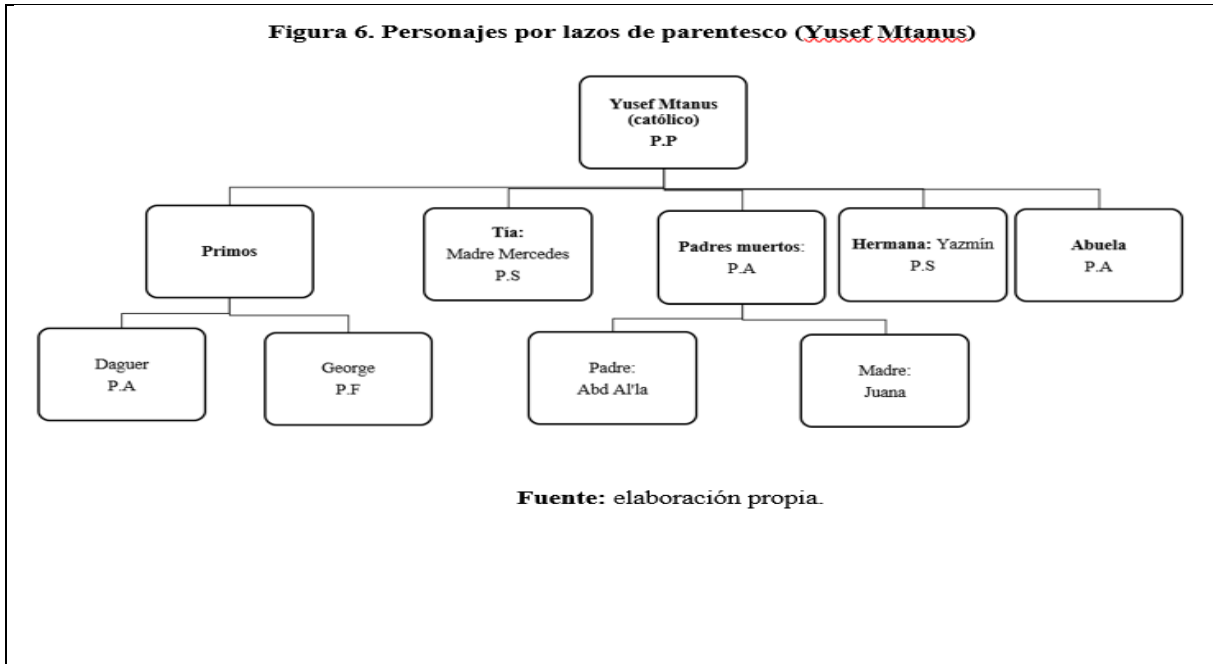 Figura 6. Personajes por lazos de parentesco (Yusef Mtanus)
Yusef Mtanus
(católico)
P.P
Primos
Tía:
Madre Mercedes
P.S
Padres muertos:
P.A
Hermana: Yazmín
P.S
Abuela
P.A
Daguer
P.A
George
P.F
Padre:
Abd Al'la
Madre:
Juana
Fuente: elaboración propia.